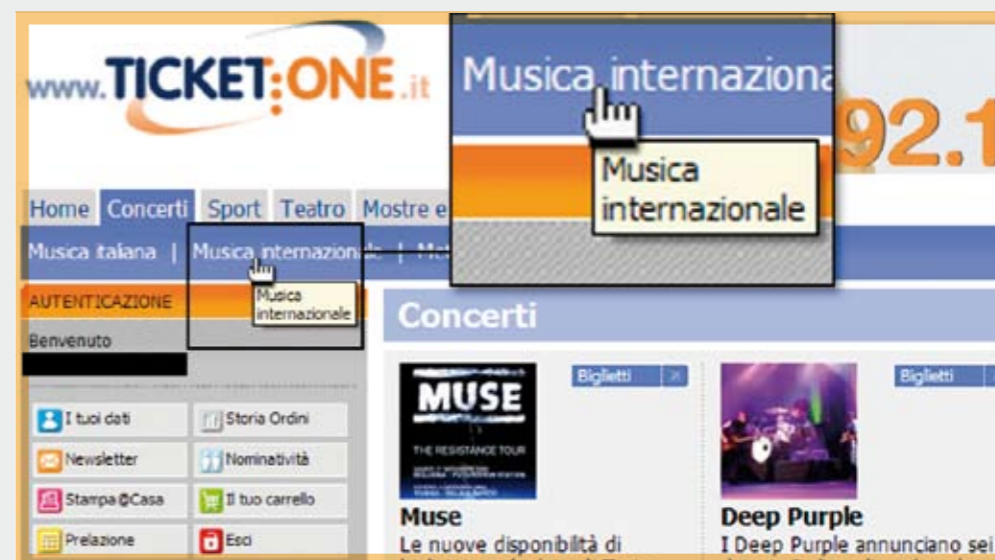 www.TICKET:ONE.it
Musica internaziona
92.1
Musica
internazionale
Home Concerti Sport Teatro Mostre e
Musica italiana | Musica internazionale |
Musica
internazionale
AUTENTICAZIONE
Benvenuto
Concerti
I tuoi dati Storia Ordini
Newsletter Nominatività
Stampa@Casa Il tuo carrello
Prelazione Esci
Biglietti
MUSE
THE RESISTANCE TOUR
Muse
Le nuove disponibilità di
Biglietti
Deep Purple
I Deep Purple annunciano sei